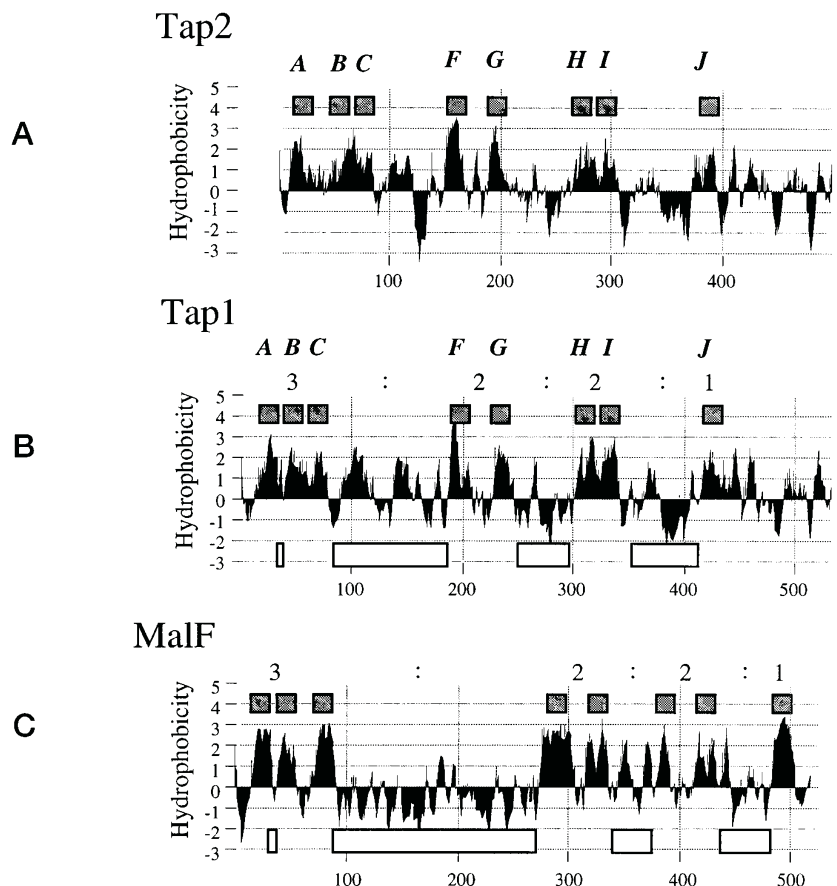 Tap2
A B C F G H I J
A
Hydrophobicity
5
4
3
2
1
0
-1
-2
-3
100 200 300 400
Tap1
A B C F G H I J
3 : 2 : 2 : 1
B
Hydrophobicity
5
4
3
2
1
0
-1
-2
-3
100 200 300 400 500
MalF
3 : 2 : 2 : 1
C
Hydrophobicity
5
4
3
2
1
0
-1
-2
-3
100 200 300 400 500